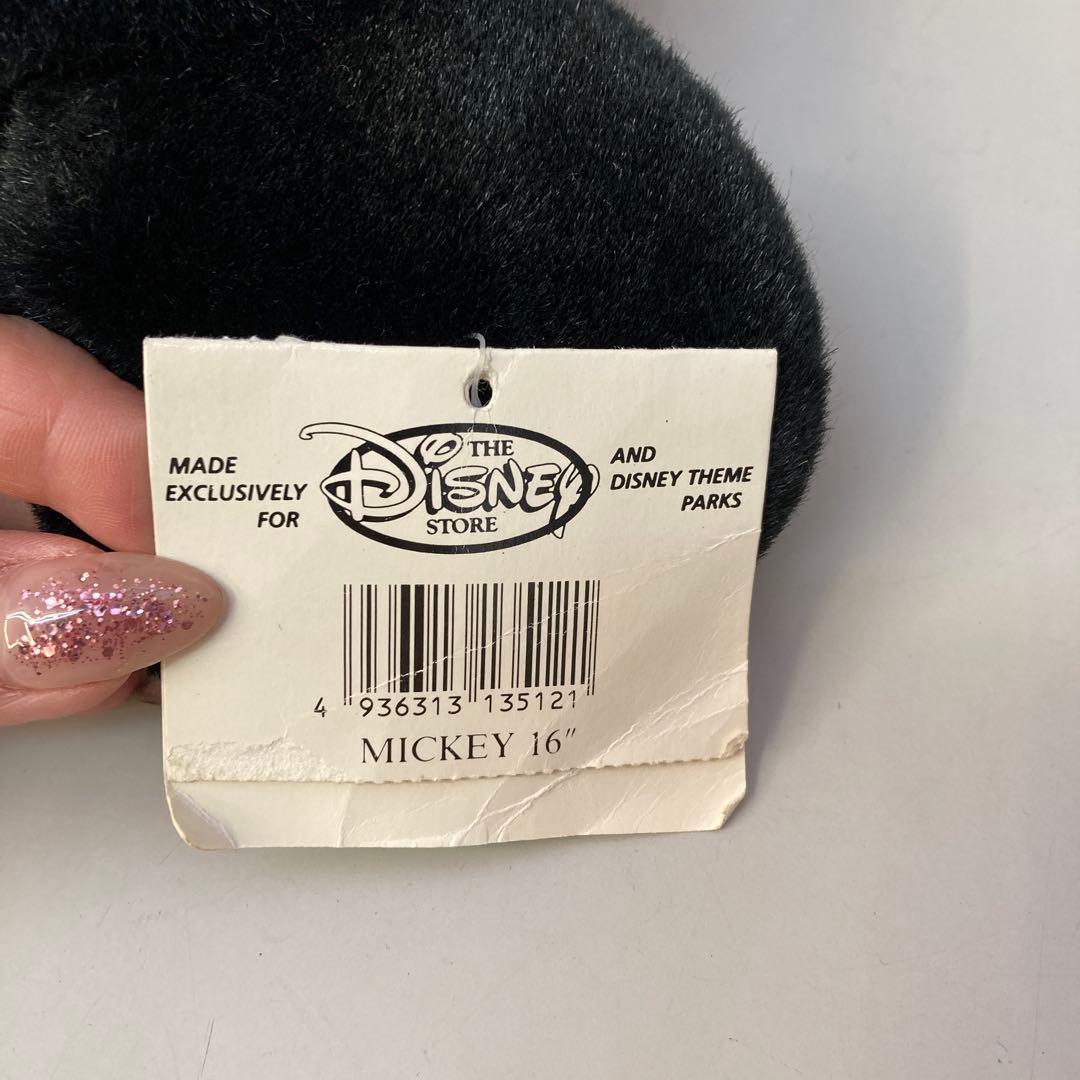 MADE
EXCLUSIVELY
FOR
THE
DISNEY
STORE
AND
DISNEY THEME
PARKS
4 936313 135121
MICKEY 16"